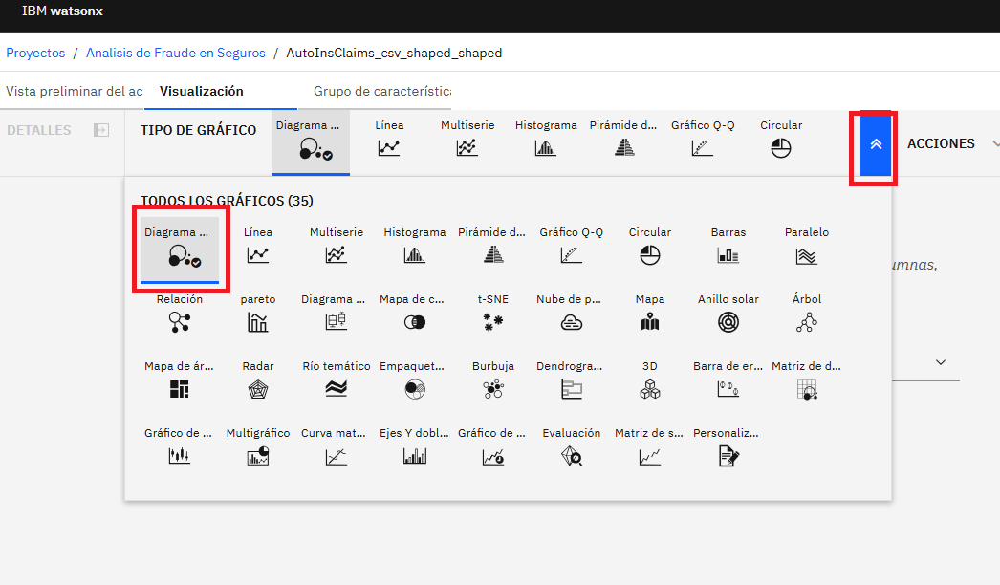 IBM watsonx
Proyectos / Analisis de Fraude en Seguros / AutoInsClaims_csv_shaped_shaped
Vista preliminar del ac Visualización Grupo de característic
DETALLES TIPO DE GRÁFICO Diagrama ... Línea Multiserie Histograma Pirámide d... Gráfico Q-Q Circular ACCIONES
TODOS LOS GRÁFICOS (35)
Diagrama ... Línea Multiserie Histograma Pirámide d... Gráfico Q-Q Circular Barras Paralelo
umnas,
Relación pareto Diagrama ... Mapa de c... t-SNE Nube de p... Mapa Anillo solar Árbol
Mapa de ár... Radar Río temático Empaquet... Burbuja Dendrogra... 3D Barra de er... Matriz de d...
Gráfico de ... Multigráfico Curva mat... Ejes Y dobl... Gráfico de ... Evaluación Matriz de s... Personaliz...